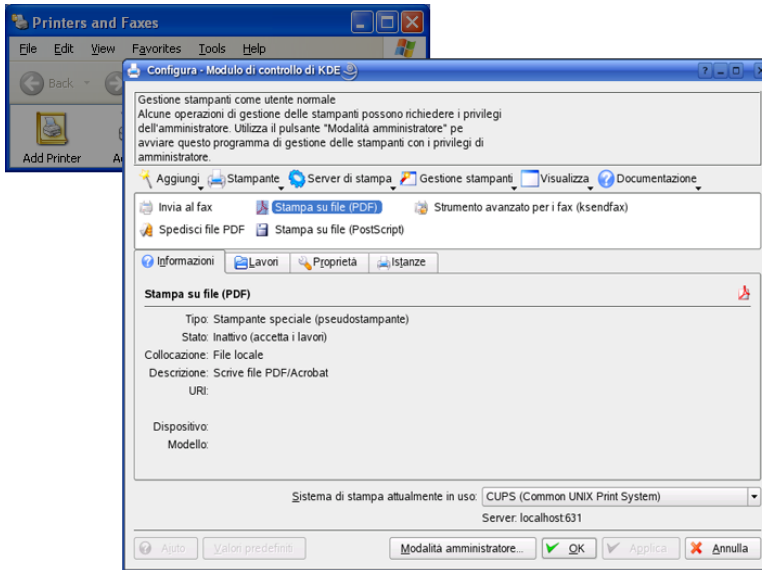 Printers and Faxes
File Edit View Favorites Tools Help
Back
Add Printer
Configura - Modulo di controllo di KDE
Gestione stampanti come utente normale
Alcune operazioni di gestione delle stampanti possono richiedere i privilegi
dell'amministratore. Utilizza il pulsante "Modalità amministratore" pe
avviare questo programma di gestione delle stampanti con i privilegi di
amministratore.
Aggiungi Stampante Server di stampa Gestione stampanti Visualizza Documentazione
Invia al fax Stampa su file (PDF) Strumento avanzato per i fax (ksendfax)
Spedisci file PDF Stampa su file (PostScript)
Informazioni Lavori Proprietà Istanze
Stampa su file (PDF)
Tipo: Stampante speciale (pseudostampante)
Stato: Inattivo (accetta i lavori)
Collocazione: File locale
Descrizione: Scrive file PDF/Acrobat
URI:
Dispositivo:
Modello:
Sistema di stampa attualmente in uso: CUPS (Common UNIX Print System)
Server: localhost:631
Aiuto Valori predefiniti Modalità amministratore... OK Applica Annulla